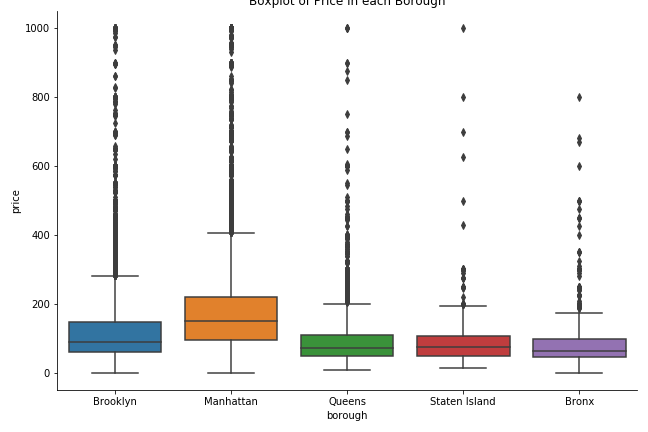 Boxplot of Price in each Borough
1000
800
600
400
200
0
price
Brooklyn Manhattan Queens Staten Island Bronx
borough